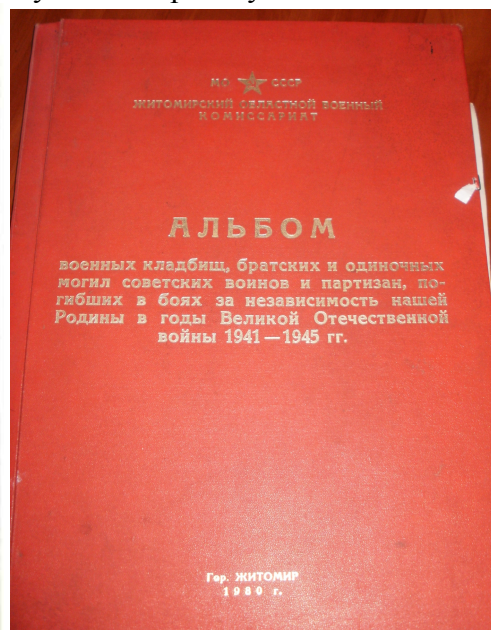 МО СССР
ЖИТОМИРСКИЙ ОБЛАСТНОЙ ВОЕННЫЙ
КОМИССАРИАТ
АЛЬБОМ
военных кладбищ, братских и одиночных
могил советских воинов и партизан, по-
гибших в боях за независимость нашей
Родины в годы Великой Отечественной
войны 1941—1945 гг.
Гор. ЖИТОМИР
1980 г.